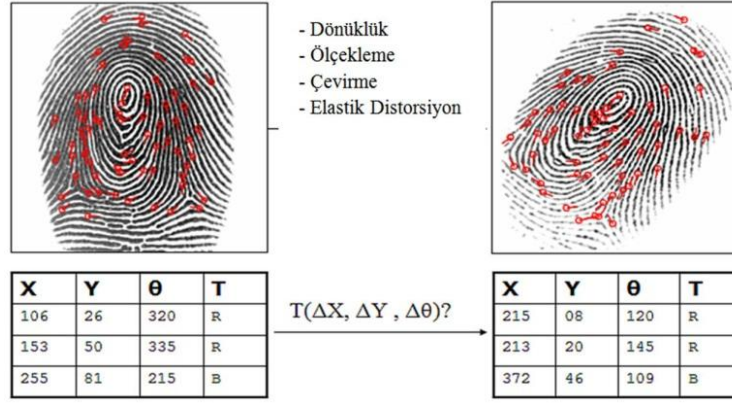 - Dönüklük
- Ölçekleme
- Çevirme
- Elastik Distorsiyon
X Y θ T
106 26 320 R
153 50 335 R
255 81 215 B
T(ΔX, ΔY , Δθ)?
X Y θ T
215 08 120 R
213 20 145 R
372 46 109 B